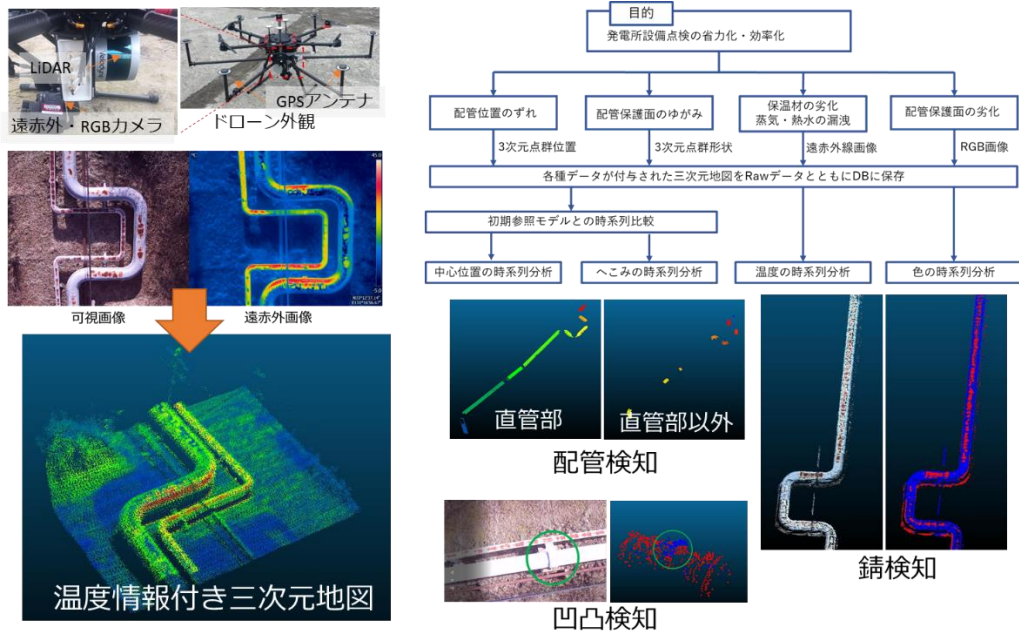 LiDAR
遠赤外・RGBカメラ
GPSアンテナ
ドローン外観
℃
45.0
-5.0
可視画像
遠赤外画像
温度情報付き三次元地図
目的
発電所設備点検の省力化・効率化
配管位置のずれ
配管保護面のゆがみ
保温材の劣化
蒸気・熱水の漏洩
配管保護面の劣化
3次元点群位置
3次元点群形状
遠赤外線画像
RGB画像
各種データが付与された三次元地図をRawデータとともにDBに保存
初期参照モデルとの時系列比較
中心位置の時系列分析
へこみの時系列分析
温度の時系列分析
色の時系列分析
直管部
直管部以外
配管検知
凹凸検知
錆検知